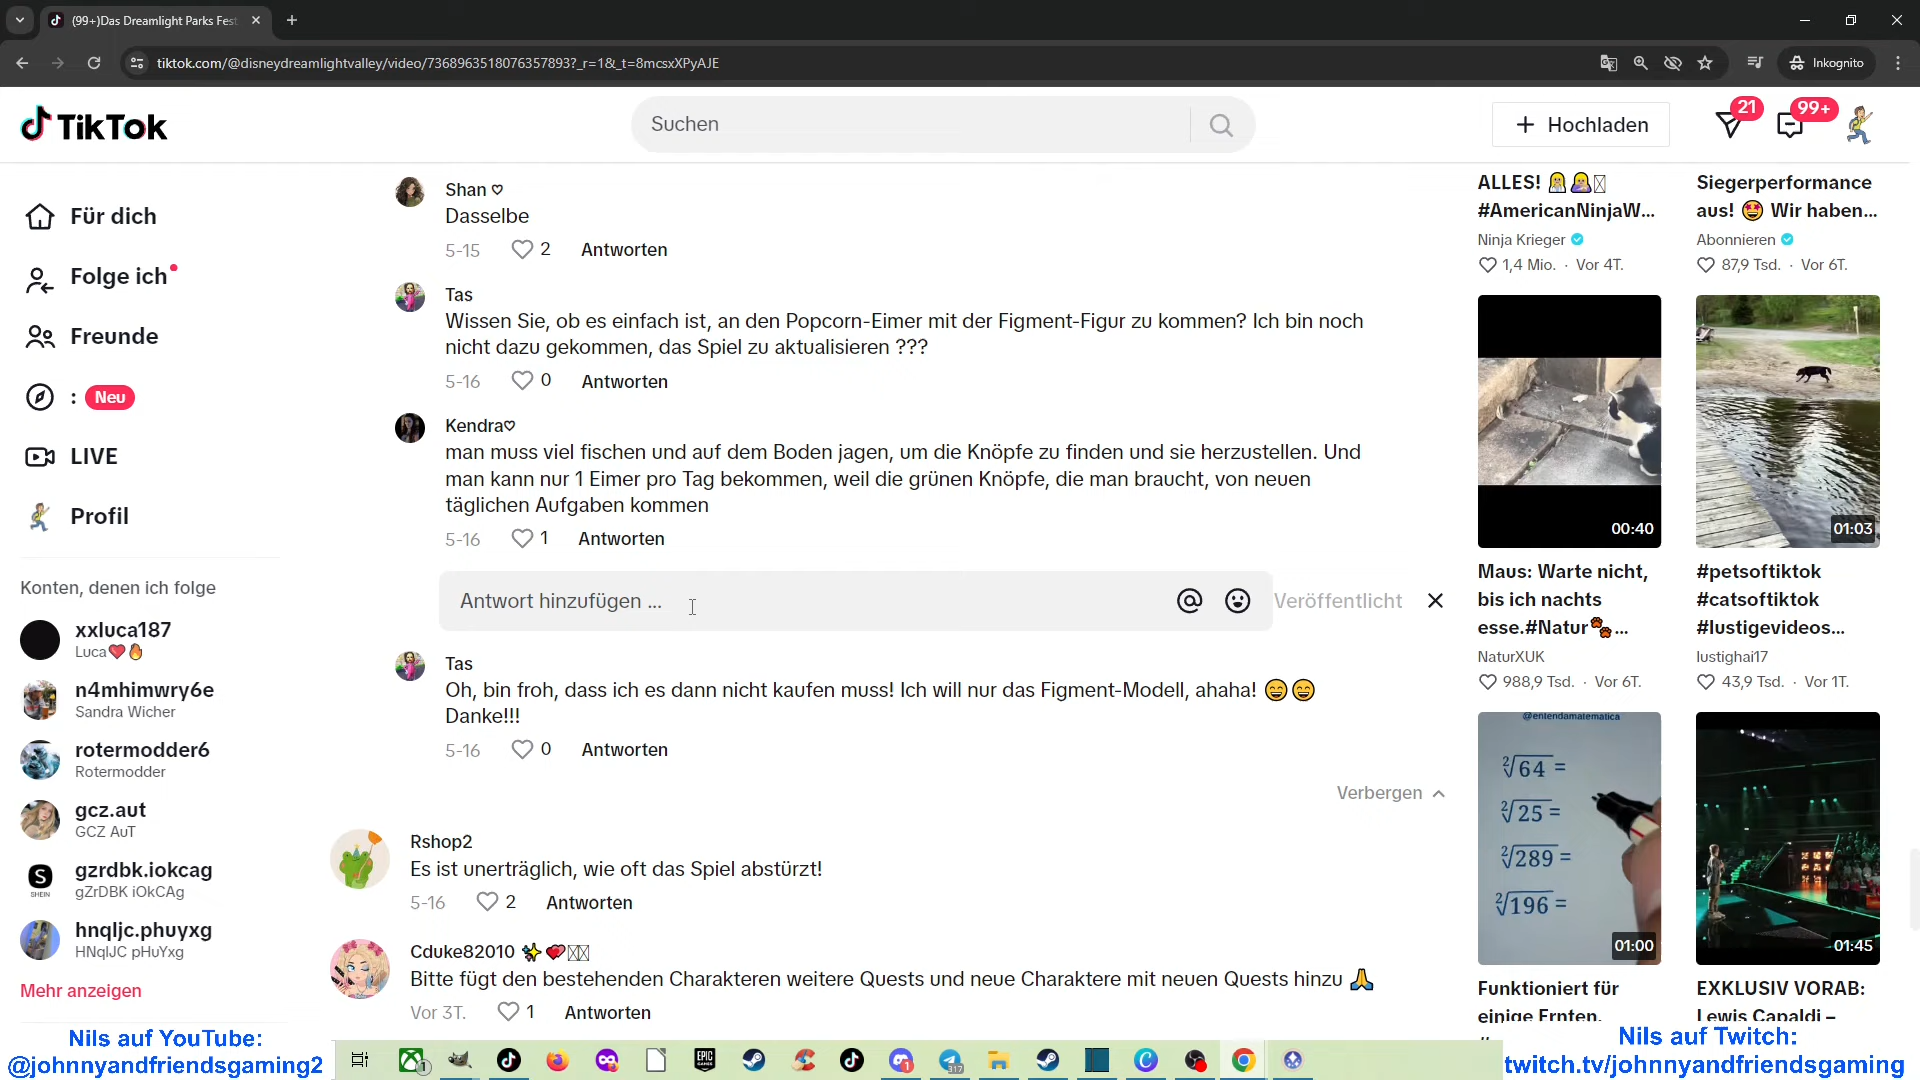 (99+)Das Dreamlight Parks Fest
tiktok.com/@disneydreamlightvalley/video/7368963518076357893?_r=1&_t=8mcsxXPyAJE
Inkognito
TikTok
Suchen
Hochladen
21
99+
Für dich
Folge ich
Freunde
: Neu
LIVE
Profil
Konten, denen ich folge
xxluca187
Luca❤️🔥
n4mhimwry6e
Sandra Wicher
rotermodder6
Rotermodder
gcz.aut
GCZ AuT
gzrdbk.iokcag
gZrDBK iOkCAg
SHEIN
hnqljc.phuyxg
HNqlJC pHuYxg
Mehr anzeigen
Shan ♡
Dasselbe
5-15 2 Antworten
Tas
Wissen Sie, ob es einfach ist, an den Popcorn-Eimer mit der Figment-Figur zu kommen? Ich bin noch
nicht dazu gekommen, das Spiel zu aktualisieren ???
5-16 0 Antworten
Kendra♡
man muss viel fischen und auf dem Boden jagen, um die Knöpfe zu finden und sie herzustellen. Und
man kann nur 1 Eimer pro Tag bekommen, weil die grünen Knöpfe, die man braucht, von neuen
täglichen Aufgaben kommen
5-16 1 Antworten
Antwort hinzufügen ...
Veröffentlicht
Tas
Oh, bin froh, dass ich es dann nicht kaufen muss! Ich will nur das Figment-Modell, ahaha! 😄😄
Danke!!!
5-16 0 Antworten
Verbergen
Rshop2
Es ist unerträglich, wie oft das Spiel abstürzt!
5-16 2 Antworten
Cduke82010 ✨💖
Bitte fügt den bestehenden Charakteren weitere Quests und neue Charaktere mit neuen Quests hinzu 🙏
Vor 3T. 1 Antworten
ALLES!
#AmericanNinjaW...
Ninja Krieger
1,4 Mio. · Vor 4T.
Siegerperformance
aus! 🤩 Wir haben...
Abonnieren
87,9 Tsd. · Vor 6T.
00:40
Maus: Warte nicht,
bis ich nachts
esse.#Natur🐾...
NaturXUK
988,9 Tsd. · Vor 6T.
01:03
#petsoftiktok
#catsoftiktok
#lustigevideos...
lustighai17
43,9 Tsd. · Vor 1T.
@entendamatematica
²√64 =
²√25 =
²√289 =
²√196 =
01:00
Funktioniert für
einige Ernten.
01:45
EXKLUSIV VORAB:
Lewis Capaldi –
Nils auf YouTube:
@johnnyandfriendsgaming2
EPIC
GAMES
317
Nils auf Twitch:
twitch.tv/johnnyandfriendsgaming